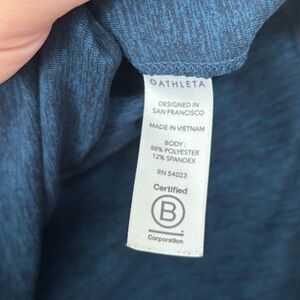 ATHLETA
DESIGNED IN
SAN FRANCISCO
MADE IN VIETNAM
BODY:
88% POLYESTER
12% SPANDEX
RN 54023
Certified
B
Corporation